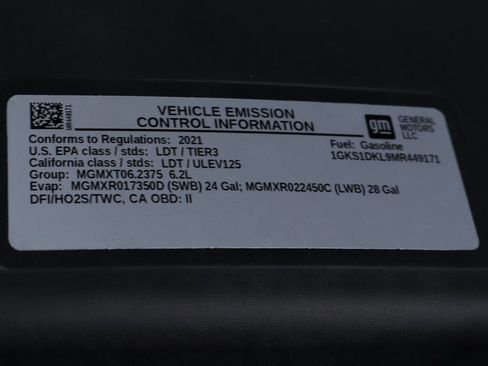 VEHICLE EMISSION
CONTROL INFORMATION
MR449171
gm
GENERAL
MOTORS
LLC
Conforms to Regulations: 2021
U.S. EPA class / stds: LDT / TIER3
California class / stds: LDT / ULEV125
Group: MGMXT06.2375 6.2L
Evap: MGMXR017350D (SWB) 24 Gal; MGMXR022450C (LWB) 28 Gal
DFI/HO2S/TWC, CA OBD: II
Fuel: Gasoline
1GKS1DKL9MR449171